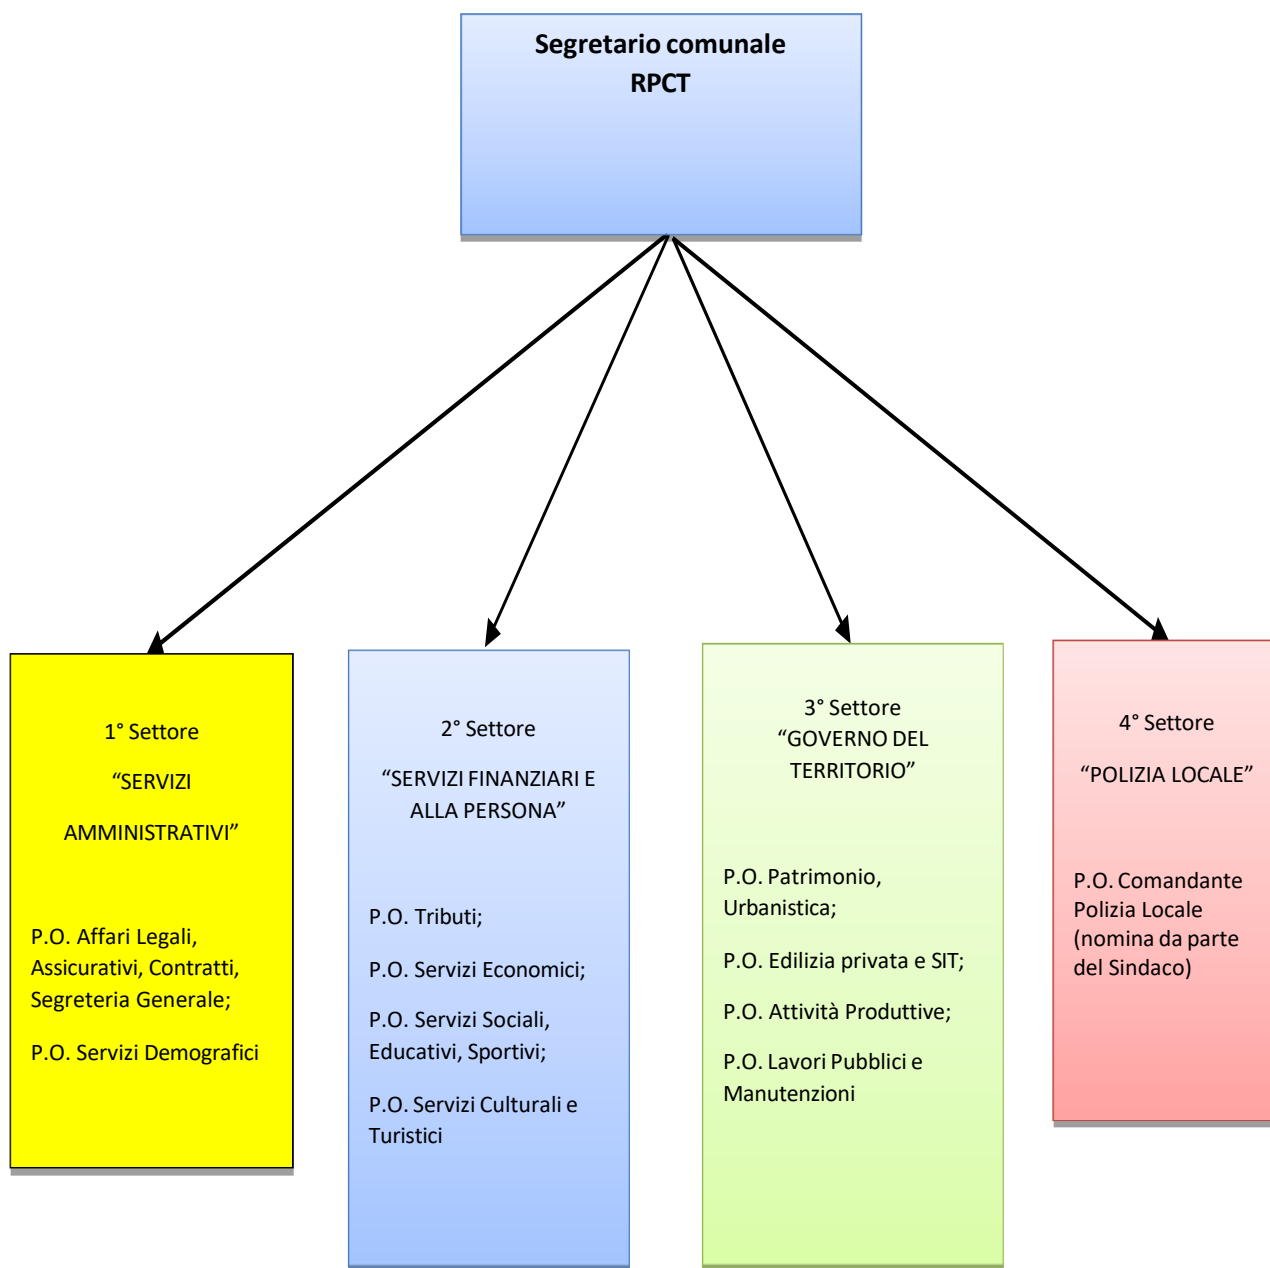 Segretario comunale
RPCT
1° Settore
“SERVIZI
AMMINISTRATIVI”
P.O. Affari Legali,
Assicurativi, Contratti,
Segreteria Generale;
P.O. Servizi Demografici
2° Settore
“SERVIZI FINANZIARI E
ALLA PERSONA”
P.O. Tributi;
P.O. Servizi Economici;
P.O. Servizi Sociali,
Educativi, Sportivi;
P.O. Servizi Culturali e
Turistici
3° Settore
“GOVERNO DEL
TERRITORIO”
P.O. Patrimonio,
Urbanistica;
P.O. Edilizia privata e SIT;
P.O. Attività Produttive;
P.O. Lavori Pubblici e
Manutenzioni
4° Settore
“POLIZIA LOCALE”
P.O. Comandante
Polizia Locale
(nomina da parte
del Sindaco)